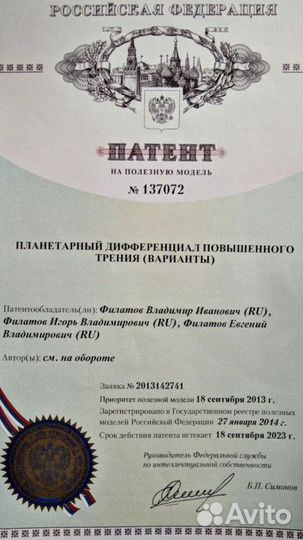 РОССИЙСКАЯ ФЕДЕРАЦИЯ
ПАТЕНТ
НА ПОЛЕЗНУЮ МОДЕЛЬ
№ 137072
ПЛАНЕТАРНЫЙ ДИФФЕРЕНЦИАЛ ПОВЫШЕННОГО
ТРЕНИЯ (ВАРИАНТЫ)
Патентообладатель(ли): Филатов Владимир Иванович (RU),
Филатов Игорь Владимирович (RU), Филатов Евгений
Владимирович (RU)
Автор(ы): см. на обороте
Заявка № 2013142741
Приоритет полезной модели 18 сентября 2013 г.
Зарегистрировано в Государственном реестре полезных
моделей Российской Федерации 27 января 2014 г.
Срок действия патента истекает 18 сентября 2023 г.
Руководитель Федеральной службы
по интеллектуальной собственности
Б.П. Симонов
Avito